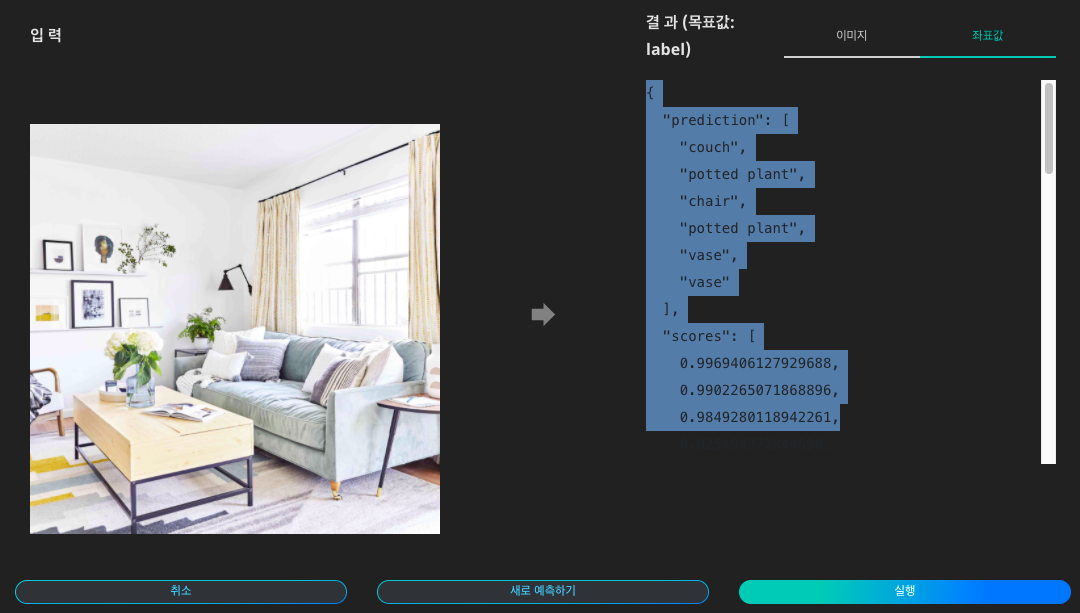 입 력
결 과 (목표값:
label)
이미지
좌표값
{
"prediction": [
"couch",
"potted plant",
"chair",
"potted plant",
"vase",
"vase"
],
"scores": [
0.9969406127929688,
0.9902265071868896,
0.9849280118942261,
취소
새로 예측하기
실행